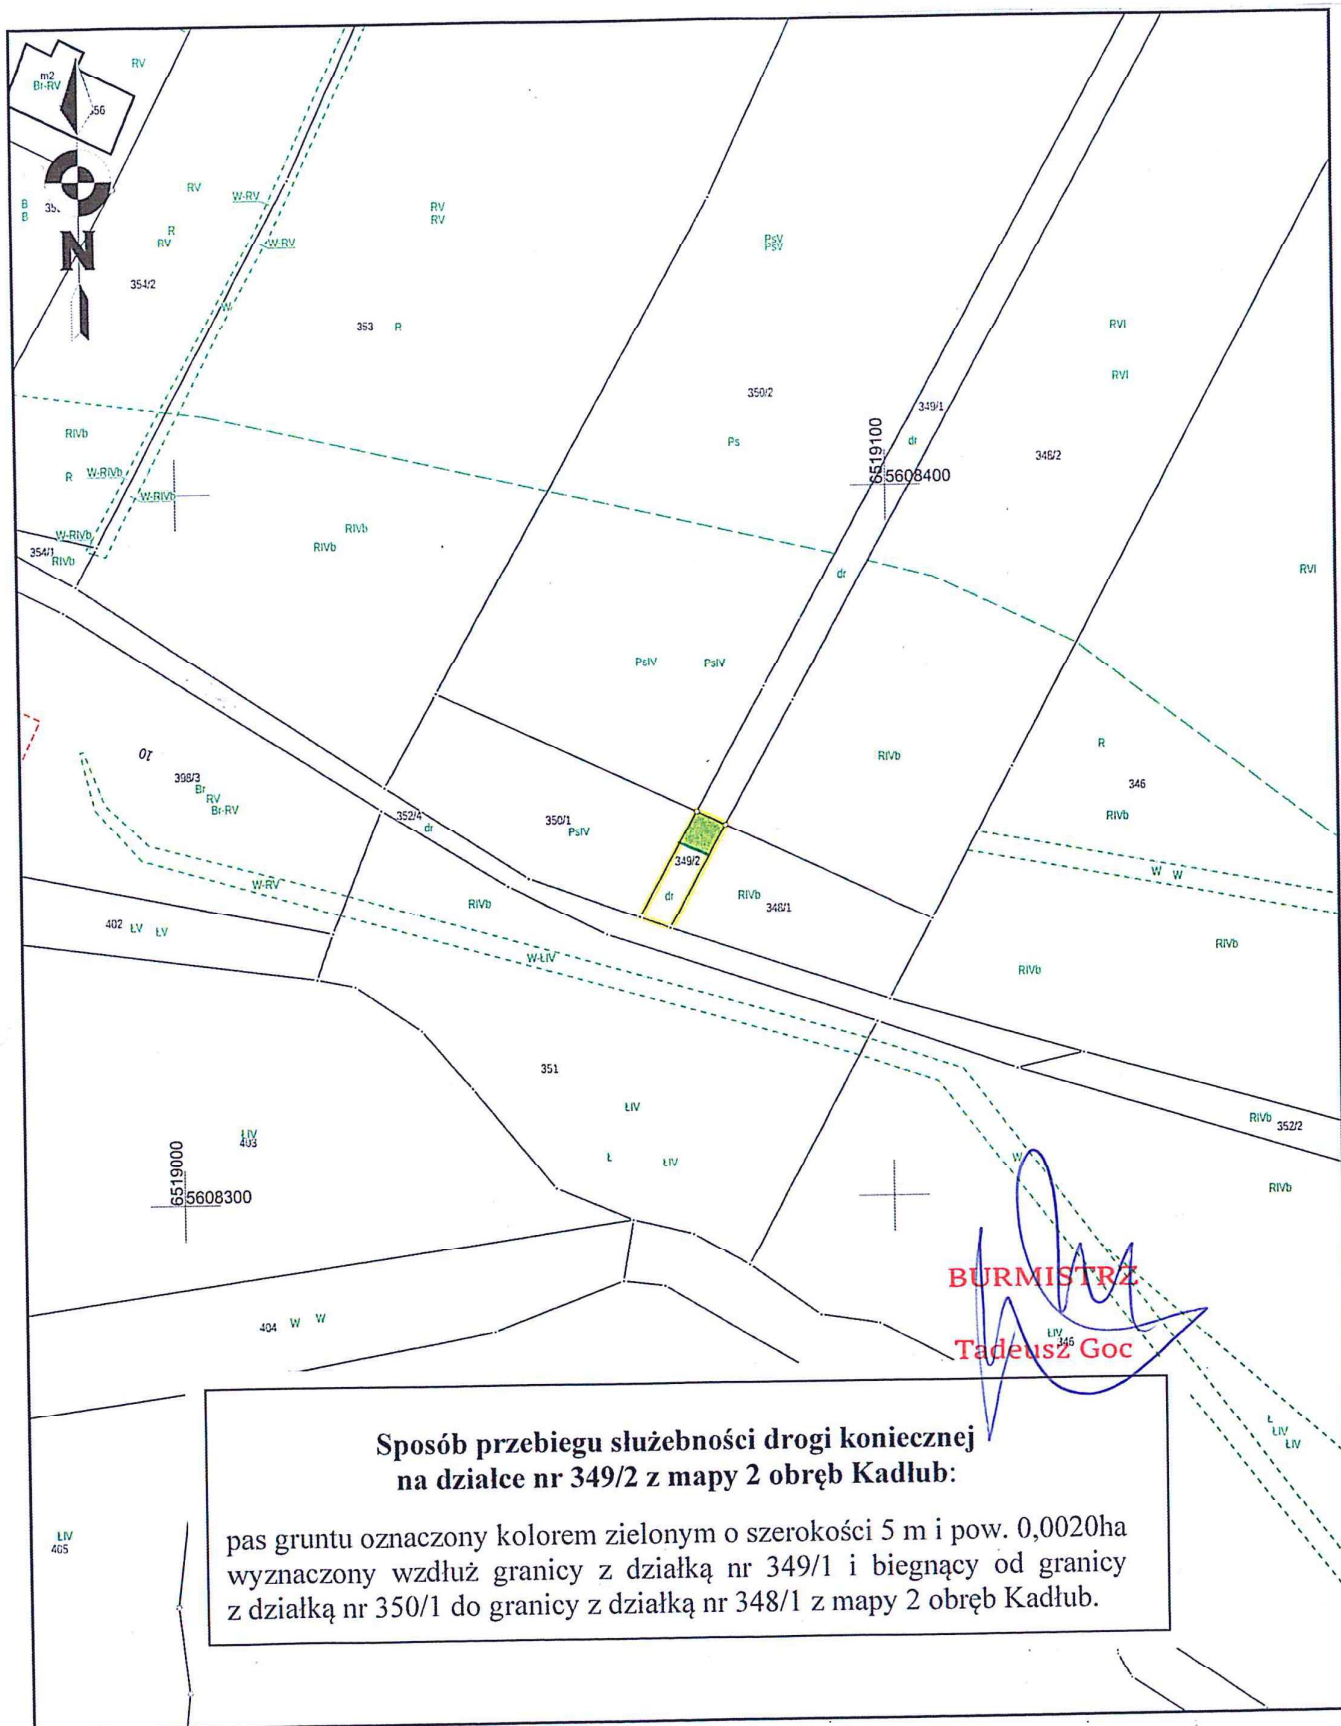 RV
m2
Br-RV
356
RV
W-RV
B
B
R
RV
W-RV
RV
RV
PsV
PsV
N
354/2
W
353 R
RVI
RVI
350/2
349/1
Ps
dr
348/2
6519100
5608400
RIVb
R W-RIVb
W-RIVb
W-RIVb
354/1
RIVb
RIVb
RIVb
dr
RVI
PsIV PsIV
10
398/3
Br
RV
Br-RV
352/4
dr
350/1
PsIV
RIVb
R
346
RIVb
349/2
dr
RIVb
348/1
W W
W-RV
RIVb
402 ŁV ŁV
W-ŁIV
RIVb
RIVb
351
ŁIV
Ł ŁIV
ŁIV
403
6519000
5608300
W
RIVb
352/2
RIVb
404 W W
BURMISTRZ
ŁIV
346
Tadeusz Goc
Ł
ŁIV
ŁIV
ŁIV
405
Sposób przebiegu służebności drogi koniecznej
na działce nr 349/2 z mapy 2 obręb Kadłub:
pas gruntu oznaczony kolorem zielonym o szerokości 5 m i pow. 0,0020ha
wyznaczony wzdłuż granicy z działką nr 349/1 i biegnący od granicy
z działką nr 350/1 do granicy z działką nr 348/1 z mapy 2 obręb Kadłub.